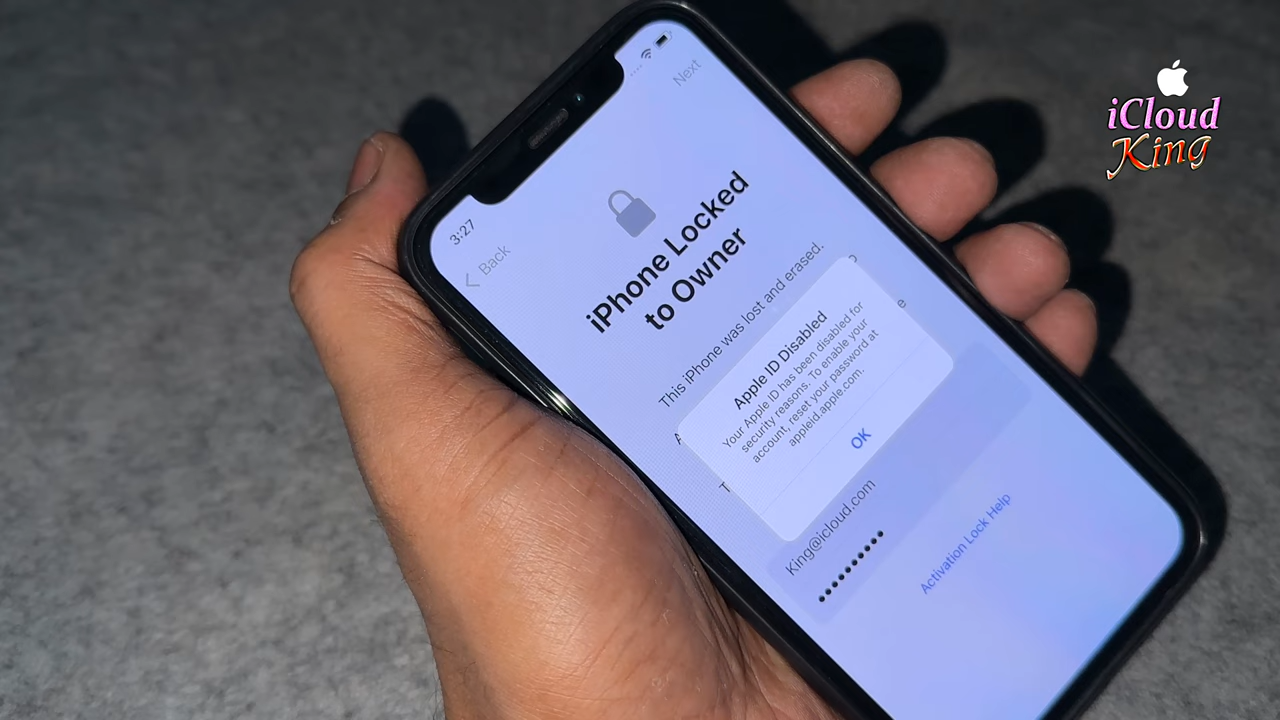 3:27
Back
Next
iPhone Locked
to Owner
This iPhone was lost and erased.
Apple ID Disabled
Your Apple ID has been disabled for
security reasons. To enable your
account, reset your password at
appleid.apple.com.
OK
King@icloud.com
Activation Lock Help
iCloud
King